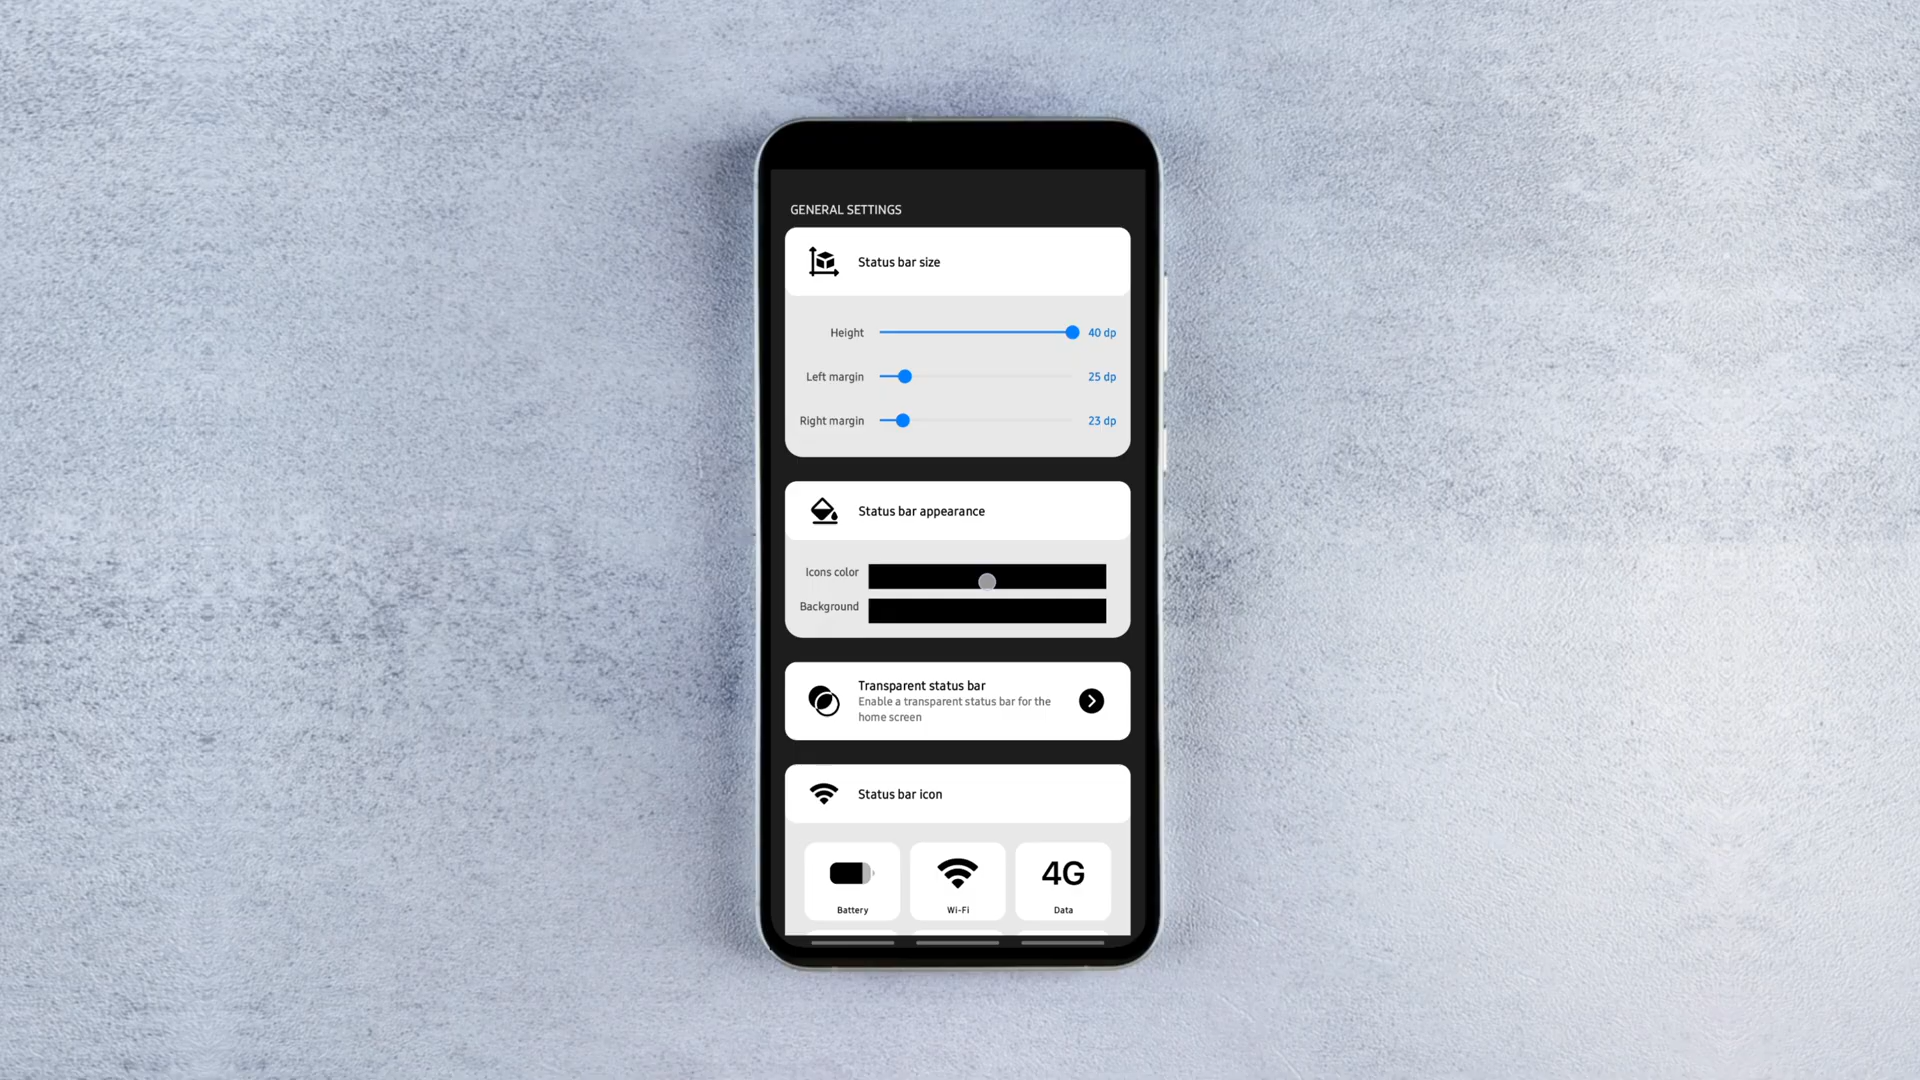 GENERAL SETTINGS
Status bar size
Height 40 dp
Left margin 25 dp
Right margin 23 dp
Status bar appearance
Icons color
Background
Transparent status bar
Enable a transparent status bar for the
home screen
Status bar icon
4G
Battery Wi-Fi Data